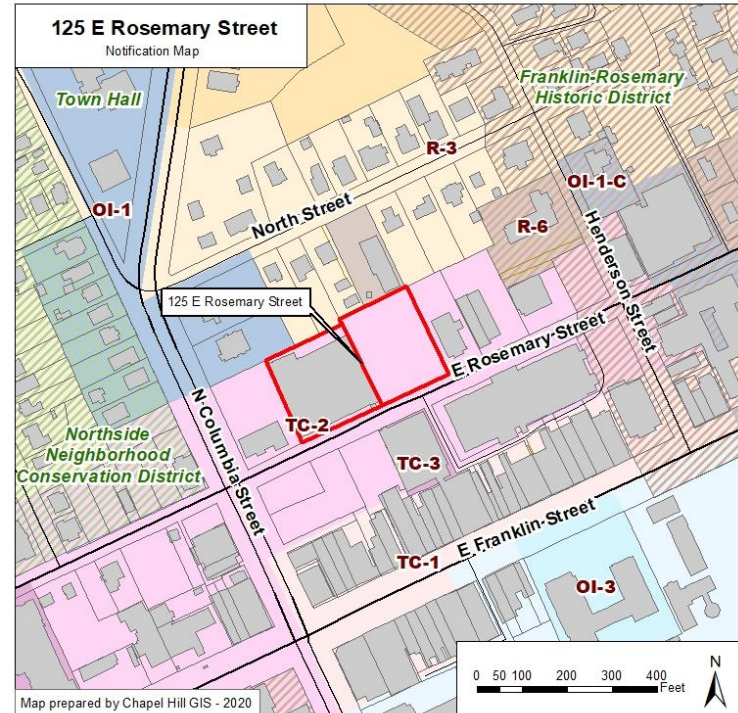 125 E Rosemary Street
Notification Map
Town Hall
Franklin-Rosemary
Historic District
R-3
OI-1-C
OI-1
North Street
R-6
Henderson Street
125 E Rosemary Street
E Rosemary Street
N Columbia Street
TC-2
Northside
Neighborhood
Conservation District
TC-3
E Franklin Street
TC-1
OI-3
0 50 100 200 300 400
Feet
N
Map prepared by Chapel Hill GIS - 2020